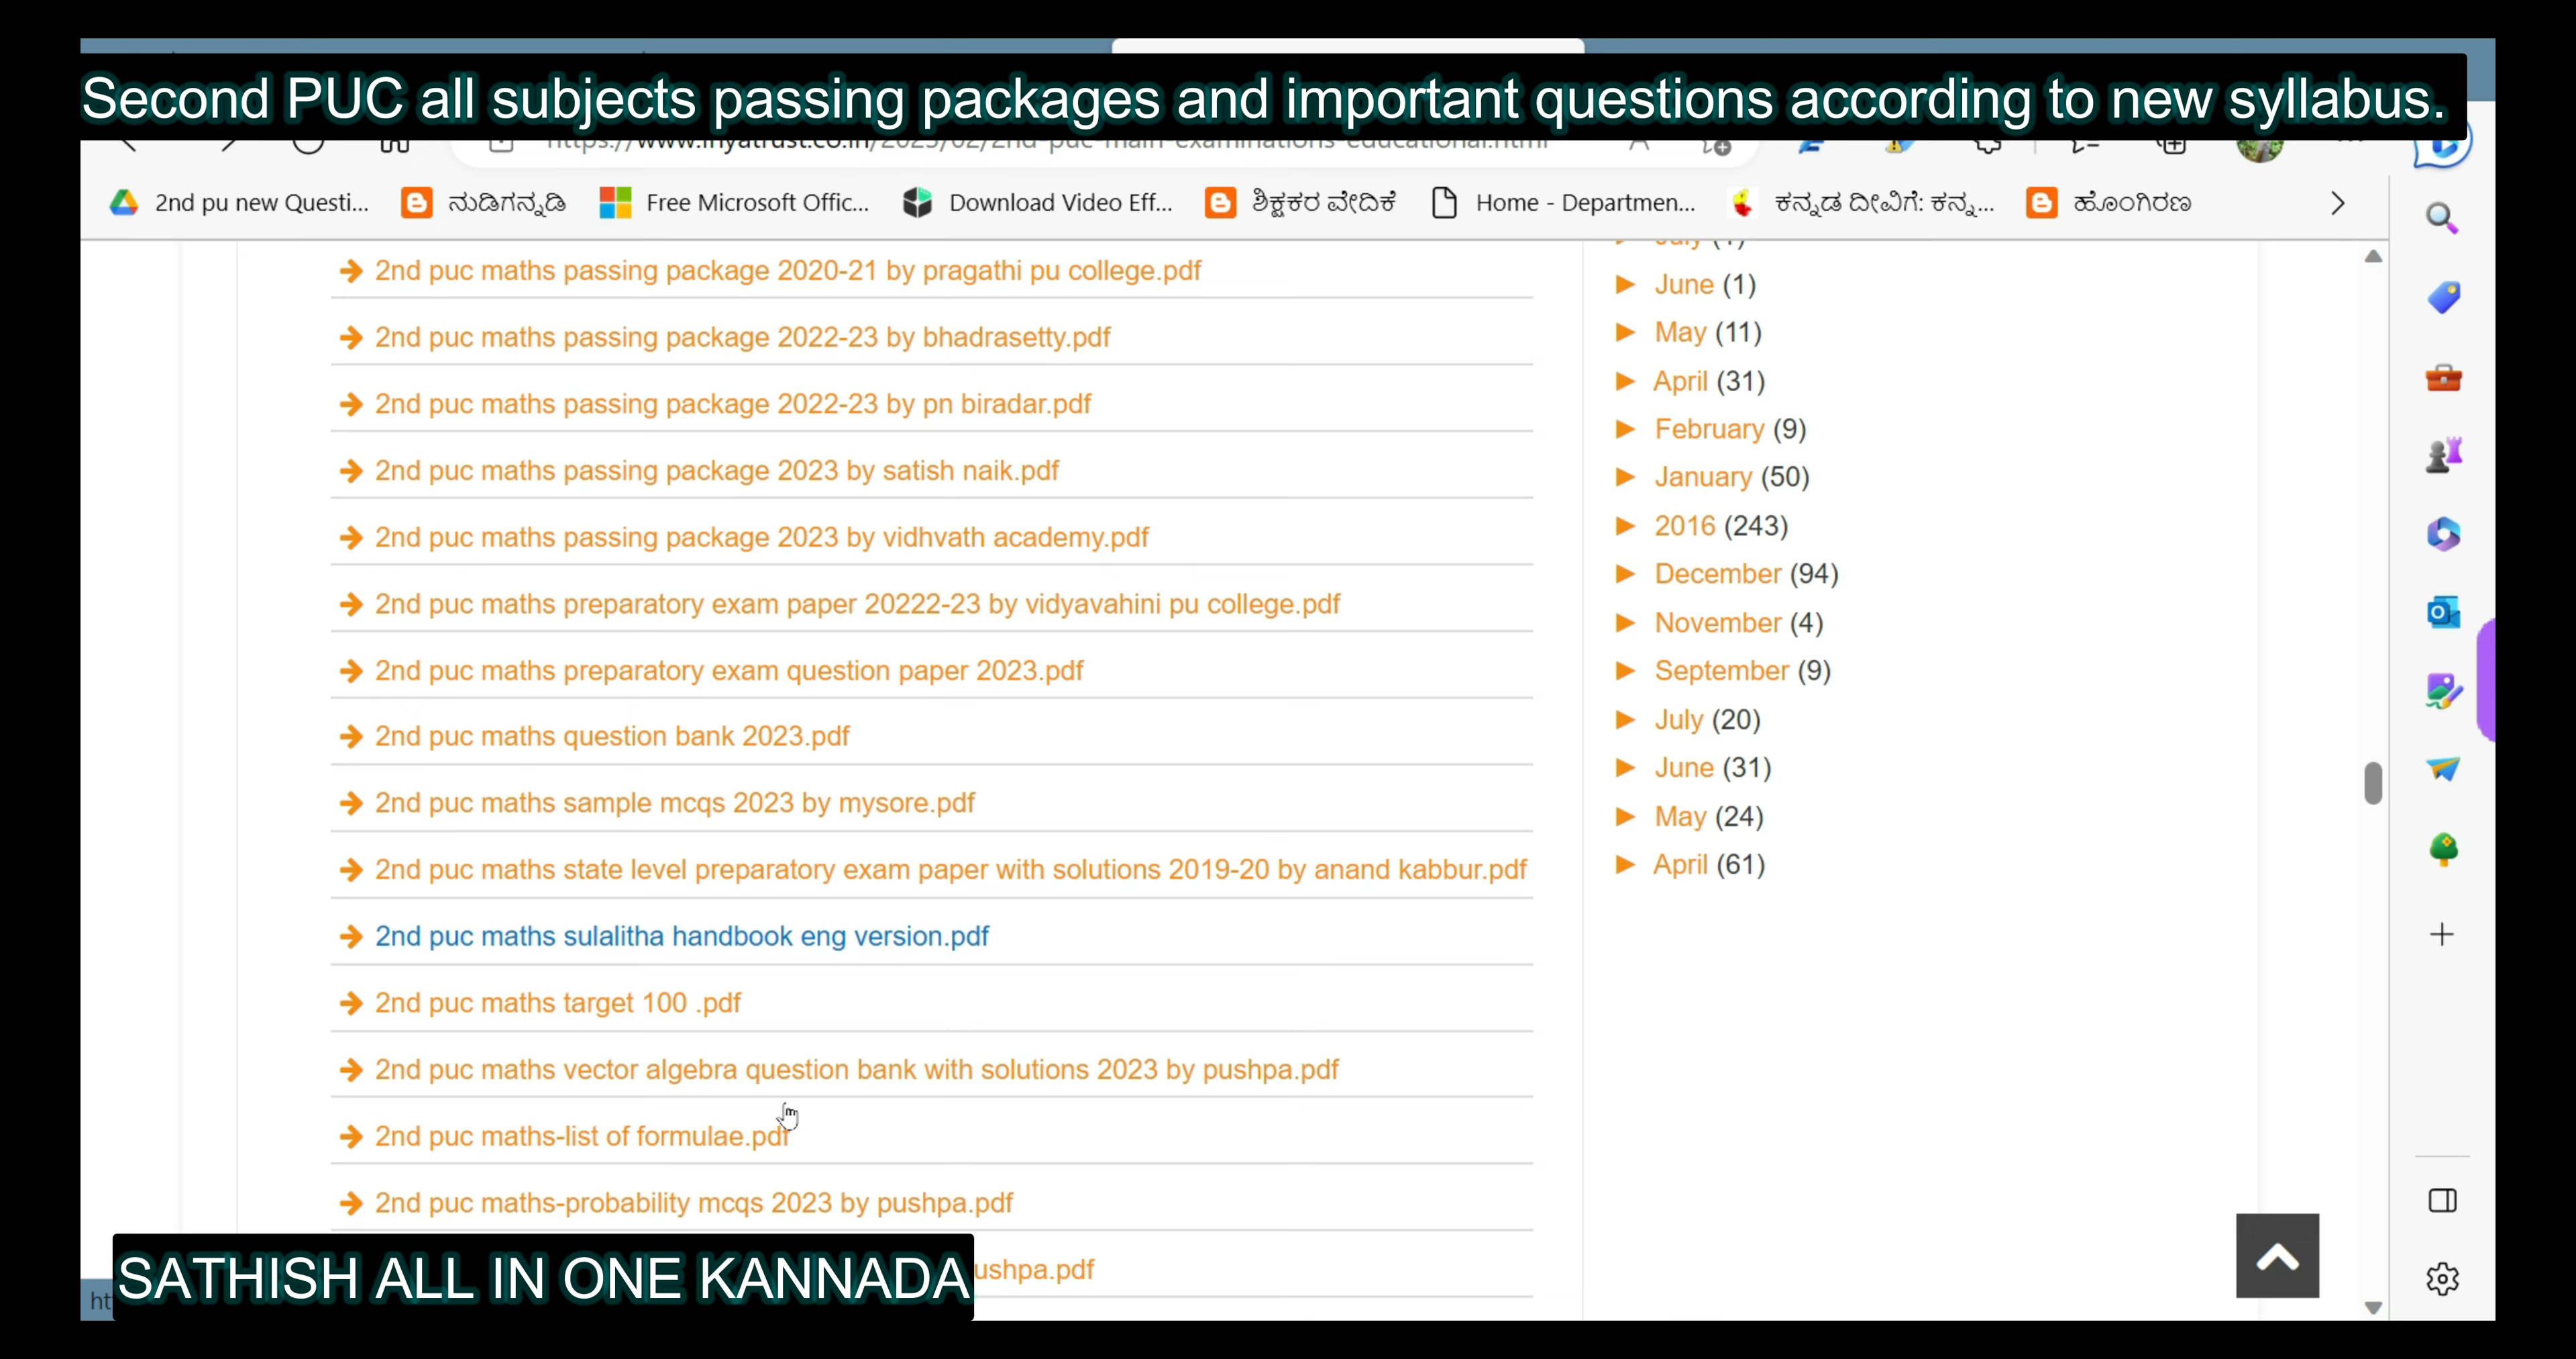 Second PUC all subjects passing packages and important questions according to new syllabus.
2nd pu new Questi... ನುಡಿಗನ್ನಡಿ Free Microsoft Offic... Download Video Eff... ಶಿಕ್ಷಕರ ವೇದಿಕೆ Home - Departmen... ಕನ್ನಡ ದೀವಿಗೆ: ಕನ್ನ... ಹೊಂಗಿರಣ
2nd puc maths passing package 2020-21 by pragathi pu college.pdf
2nd puc maths passing package 2022-23 by bhadrasetty.pdf
2nd puc maths passing package 2022-23 by pn biradar.pdf
2nd puc maths passing package 2023 by satish naik.pdf
2nd puc maths passing package 2023 by vidhvath academy.pdf
2nd puc maths preparatory exam paper 20222-23 by vidyavahini pu college.pdf
2nd puc maths preparatory exam question paper 2023.pdf
2nd puc maths question bank 2023.pdf
2nd puc maths sample mcqs 2023 by mysore.pdf
2nd puc maths state level preparatory exam paper with solutions 2019-20 by anand kabbur.pdf
2nd puc maths sulalitha handbook eng version.pdf
2nd puc maths target 100 .pdf
2nd puc maths vector algebra question bank with solutions 2023 by pushpa.pdf
2nd puc maths-list of formulae.pdf
2nd puc maths-probability mcqs 2023 by pushpa.pdf
ushpa.pdf
July (1)
June (1)
May (11)
April (31)
February (9)
January (50)
2016 (243)
December (94)
November (4)
September (9)
July (20)
June (31)
May (24)
April (61)
SATHISH ALL IN ONE KANNADA
ht